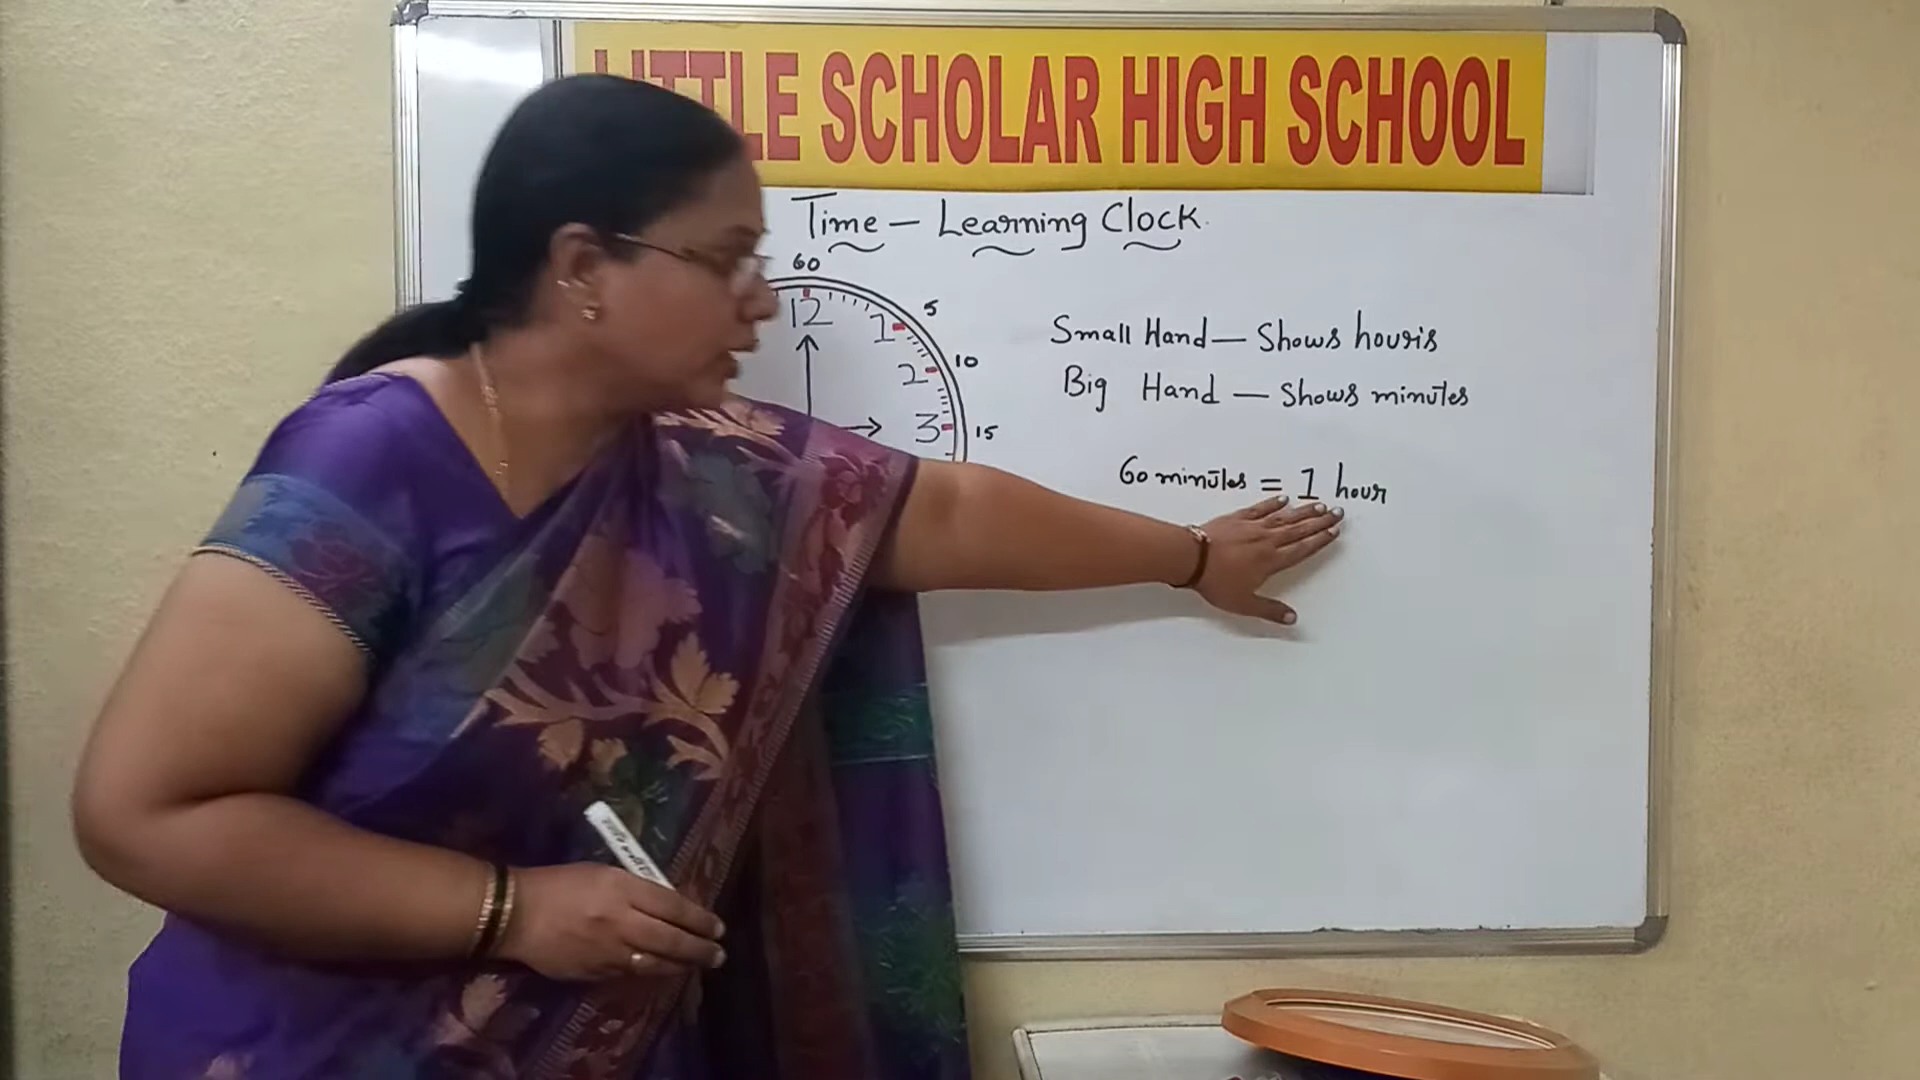 LITTLE SCHOLAR HIGH SCHOOL
Time – Learning Clock.
60
12
1
5
2
10
3
15
Small Hand – Shows hours
Big Hand – Shows minutes
60 minutes = 1 hour